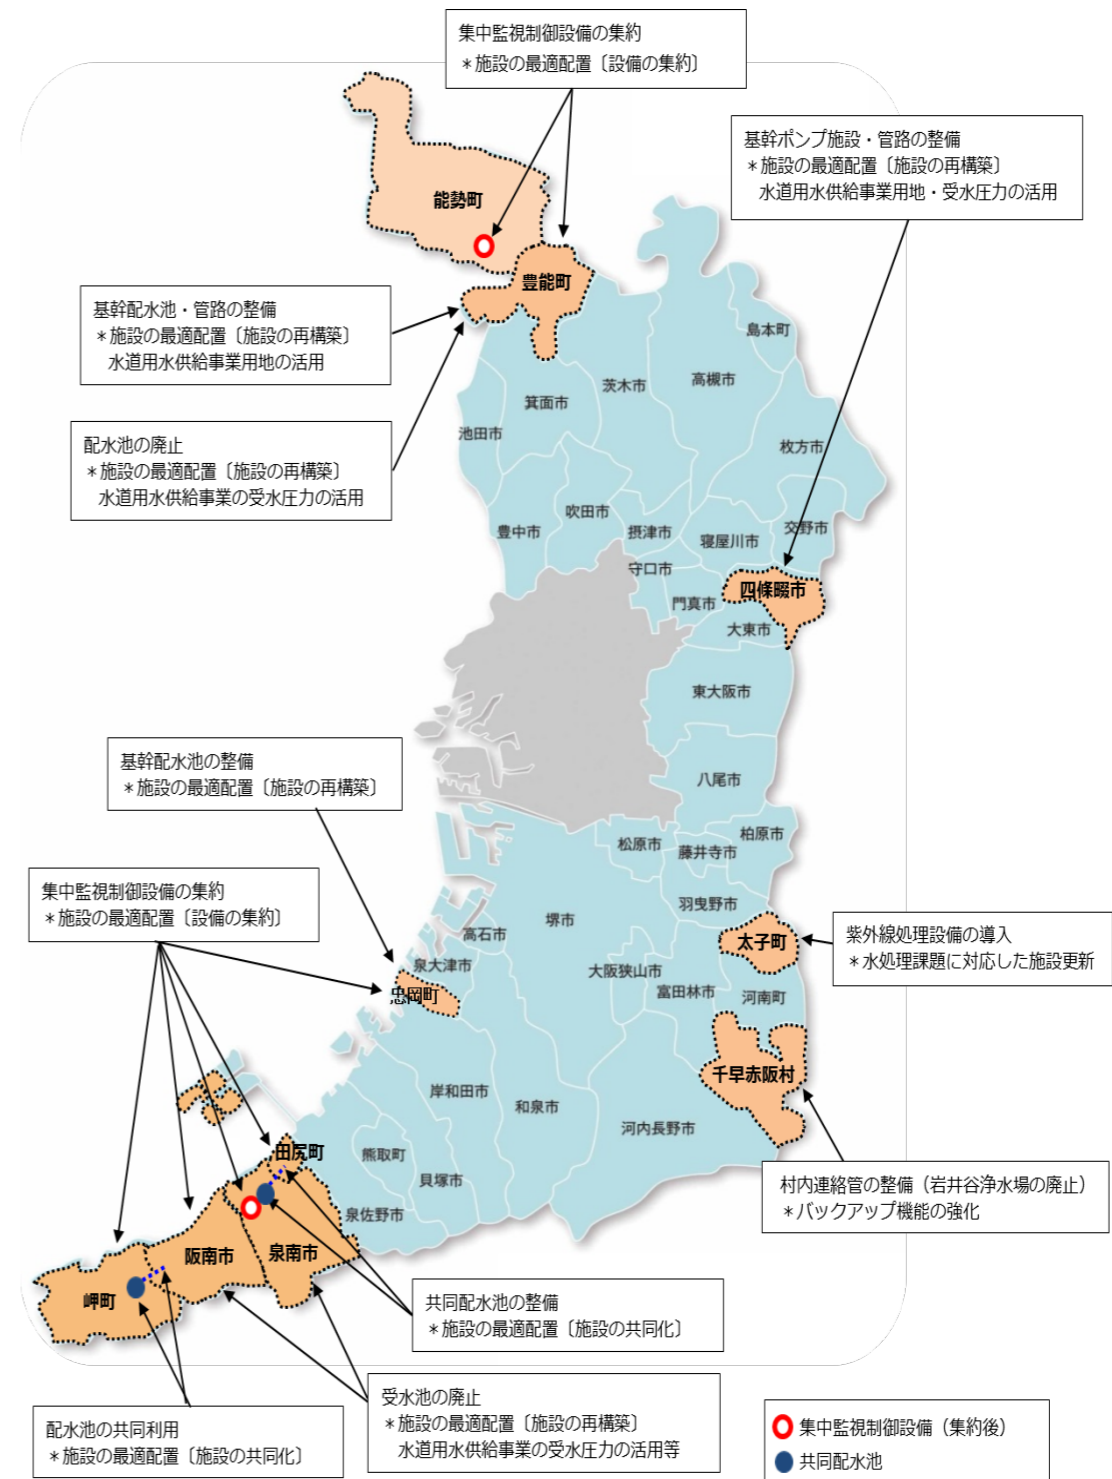 集中監視制御設備の集約
＊施設の最適配置〔設備の集約〕
基幹ポンプ施設・管路の整備
＊施設の最適配置〔施設の再構築〕
水道用水供給事業用地・受水圧力の活用
能勢町
豊能町
基幹配水池・管路の整備
＊施設の最適配置〔施設の再構築〕
水道用水供給事業用地の活用
島本町
高槻市
茨木市
箕面市
池田市
枚方市
配水池の廃止
＊施設の最適配置〔施設の再構築〕
水道用水供給事業の受水圧力の活用
吹田市
豊中市
摂津市
寝屋川市
交野市
守口市
門真市
四條畷市
大東市
東大阪市
基幹配水池の整備
＊施設の最適配置〔施設の再構築〕
八尾市
柏原市
松原市
藤井寺市
集中監視制御設備の集約
＊施設の最適配置〔設備の集約〕
羽曳野市
堺市
高石市
泉大津市
太子町
紫外線処理設備の導入
＊水処理課題に対応した施設更新
大阪狭山市
富田林市
河南町
忠岡町
千早赤阪村
岸和田市
和泉市
河内長野市
田尻町
熊取町
貝塚市
村内連絡管の整備（岩井谷浄水場の廃止）
＊バックアップ機能の強化
泉佐野市
阪南市
泉南市
岬町
共同配水池の整備
＊施設の最適配置〔施設の共同化〕
受水池の廃止
＊施設の最適配置〔施設の再構築〕
水道用水供給事業の受水圧力の活用等
配水池の共同利用
＊施設の最適配置〔施設の共同化〕
集中監視制御設備（集約後）
共同配水池